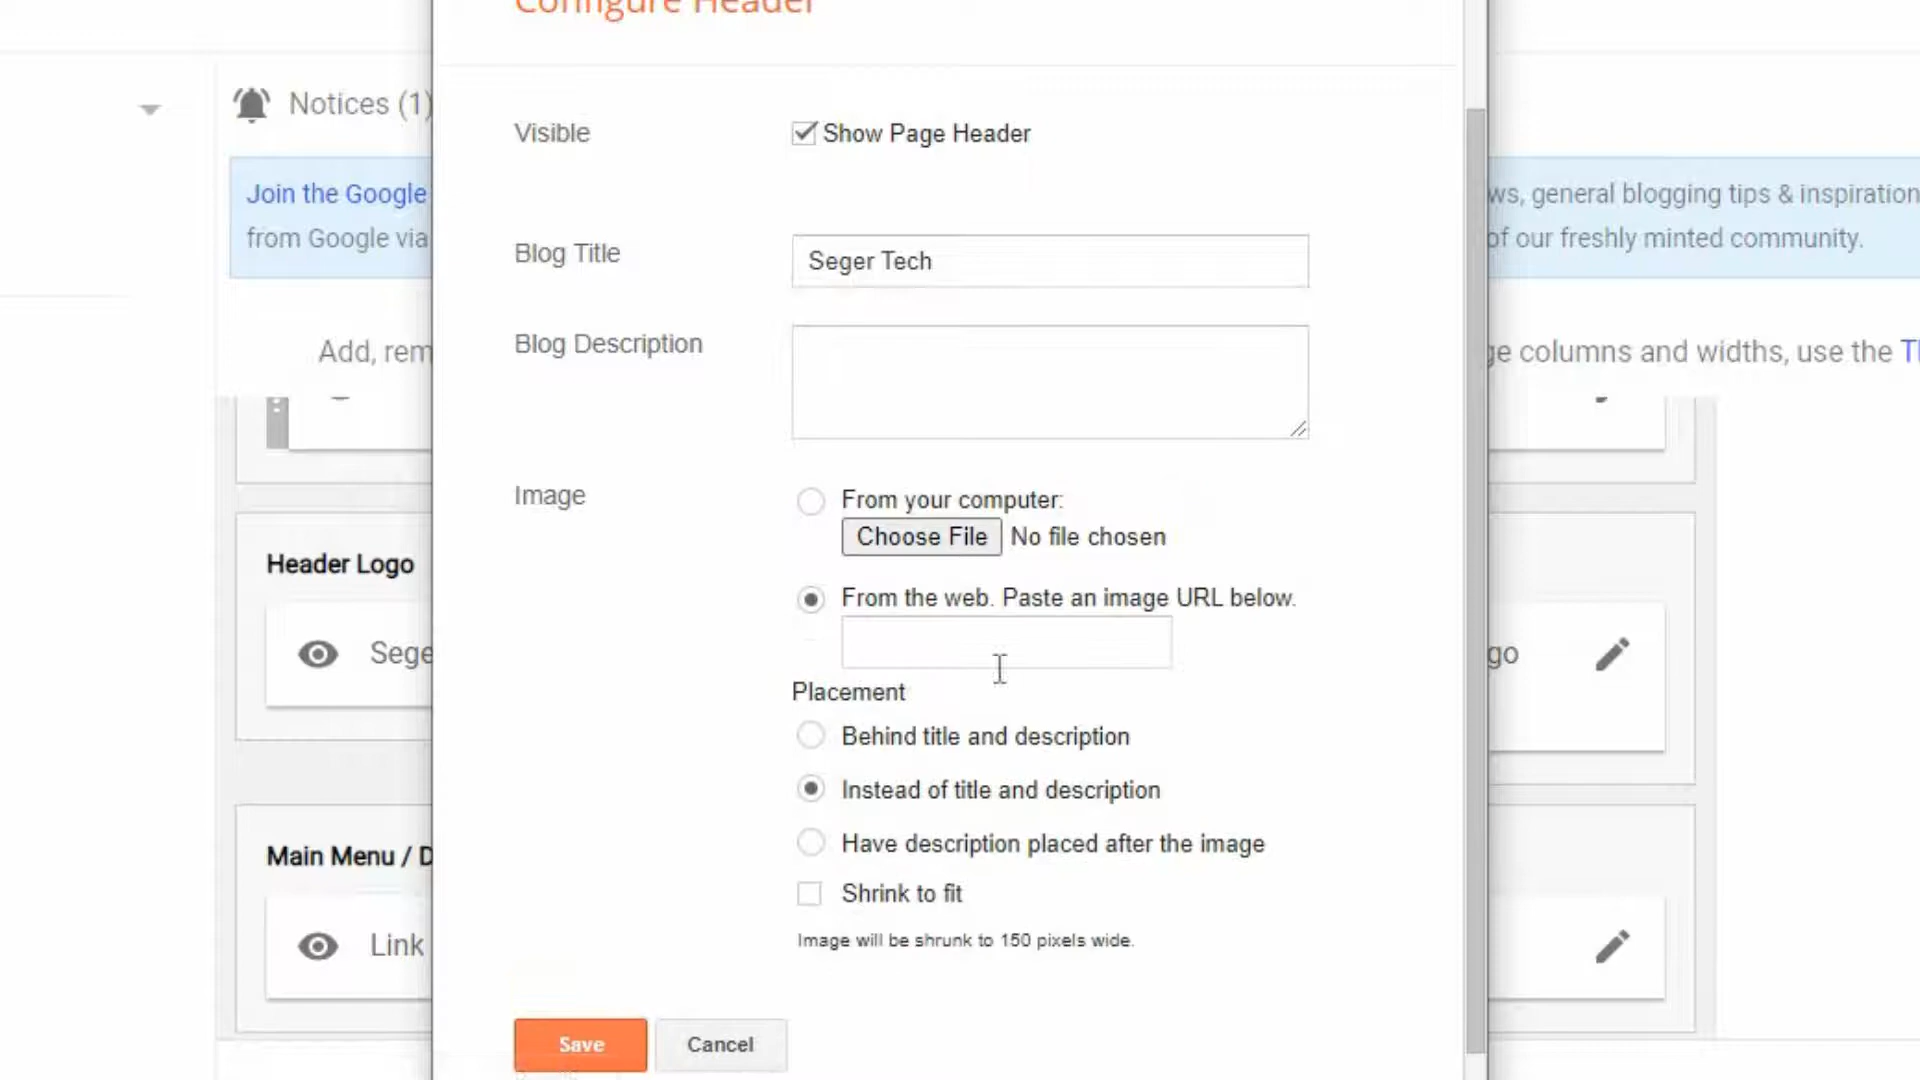 Configure Header
Notices (1)
Visible
Show Page Header
Join the Google
ws, general blogging tips & inspiration
from Google via
of our freshly minted community.
Blog Title
Seger Tech
Blog Description
Add, rem
ge columns and widths, use the
Image
From your computer:
Choose File No file chosen
Header Logo
From the web. Paste an image URL below.
Sege
go
Placement
Behind title and description
Instead of title and description
Have description placed after the image
Main Menu / D
Shrink to fit
Link
Image will be shrunk to 150 pixels wide.
Save
Cancel